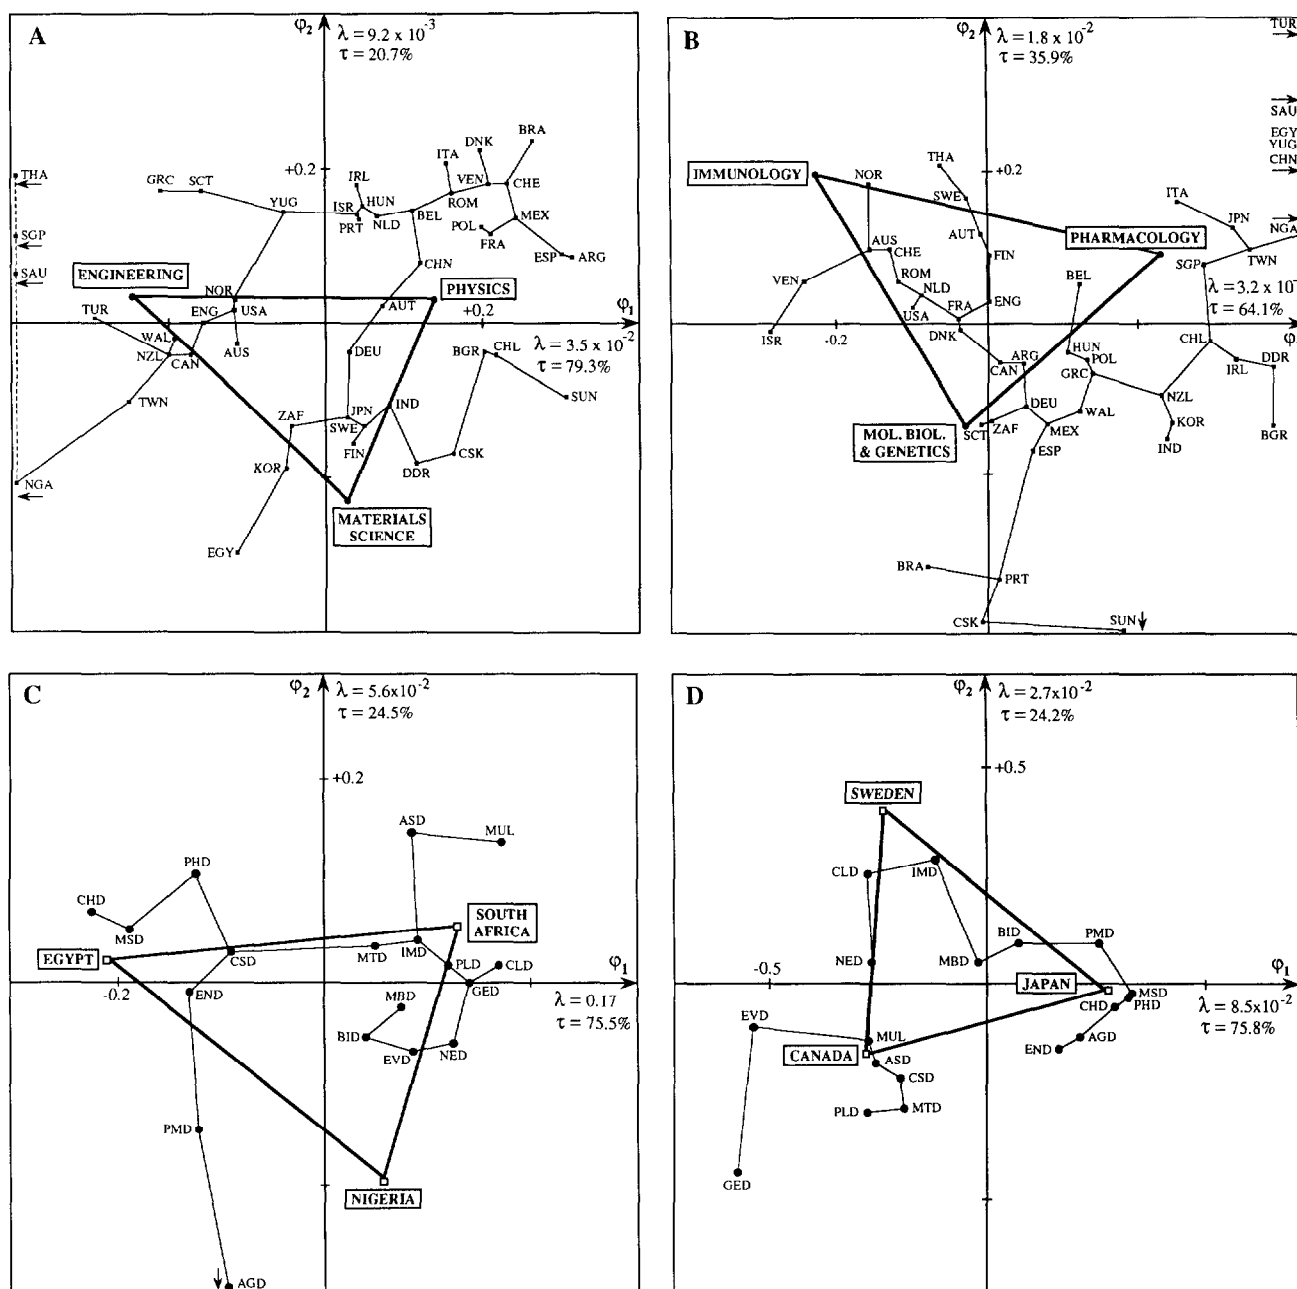 A
φ2
λ = 9.2 x 10-3
τ = 20.7%
+0.2
BRA
DNK
ITA
VEN
CHE
THA
GRC
SCT
IRL
YUG
ISR
HUN
PRT
NLD
BEL
ROM
MEX
POL
FRA
ESP
ARG
SGP
SAU
CHN
ENGINEERING
PHYSICS
NOR
USA
AUT
TUR
ENG
+0.2
φ1
WAL
NZL
CAN
AUS
DEU
BGR
CHL
λ = 3.5 x 10-2
τ = 79.3%
TWN
ZAF
JPN
IND
SUN
SWE
FIN
KOR
DDR
CSK
NGA
MATERIALS
SCIENCE
EGY
B
φ2
λ = 1.8 x 10-2
τ = 35.9%
TUR
SAU
EGY
YUG
CHN
+0.2
IMMUNOLOGY
NOR
THA
SWE
ITA
AUT
JPN
NGA
PHARMACOLOGY
AUS
CHE
FIN
TWN
VEN
ROM
NLD
BEL
SGP
USA
FRA
ENG
λ = 3.2 x 10-
τ = 64.1%
-0.2
φ
ISR
DNK
HUN
POL
CHL
ARG
CAN
GRC
IRL
DDR
NZL
DEU
WAL
SCT
ZAF
MEX
KOR
IND
BGR
MOL. BIOL.
& GENETICS
ESP
BRA
PRT
CSK
SUN
C
φ2
λ = 5.6x10-2
τ = 24.5%
+0.2
ASD
MUL
PHD
CHD
MSD
SOUTH
AFRICA
EGYPT
CSD
MTD
IMD
PLD
CLD
φ1
-0.2
END
GED
λ = 0.17
τ = 75.5%
MBD
BID
EVD
NED
PMD
NIGERIA
AGD
D
φ2
λ = 2.7x10-2
τ = 24.2%
+0.5
SWEDEN
CLD
IMD
BID
PMD
NED
MBD
φ1
-0.5
JAPAN
MSD
PHD
CHD
λ = 8.5x10-2
τ = 75.8%
EVD
MUL
AGD
END
CANADA
ASD
CSD
PLD
MTD
GED